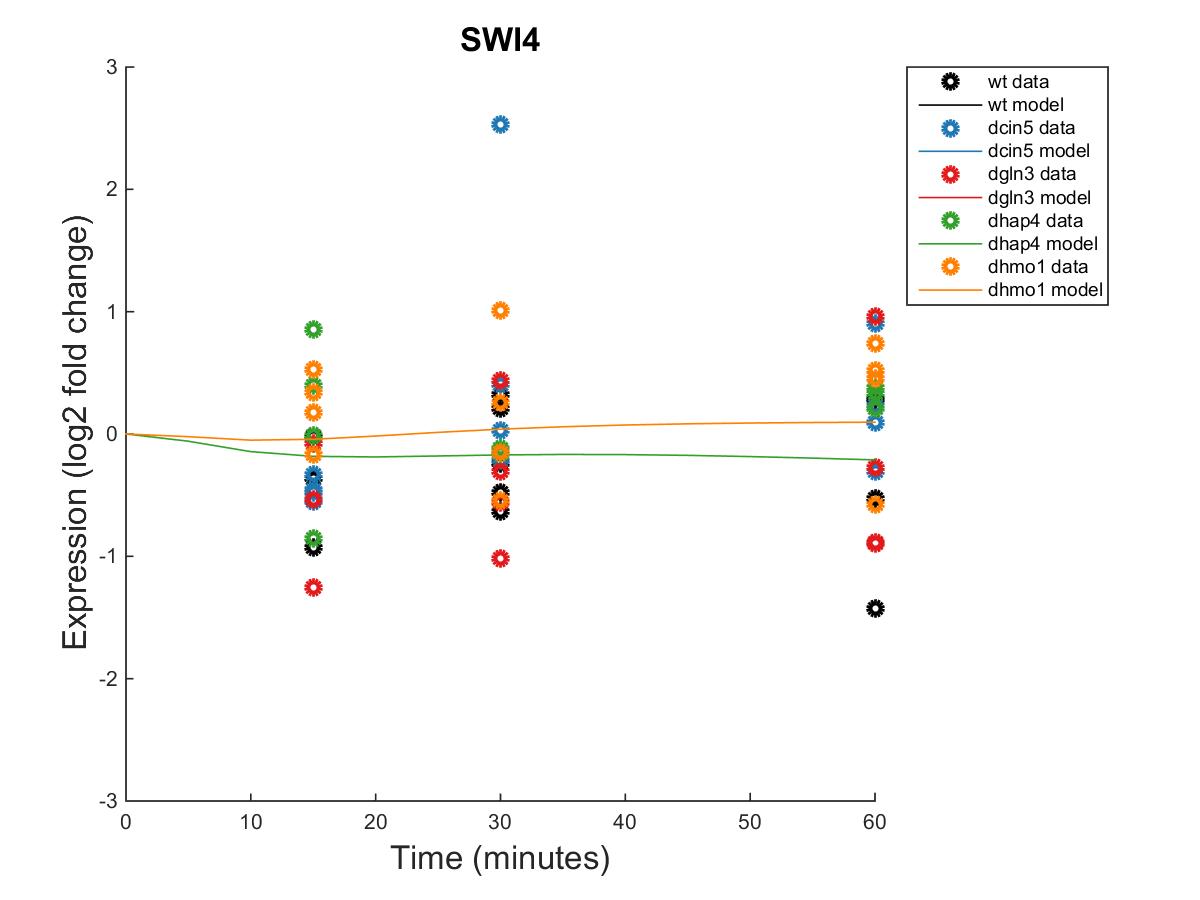 SWI4
Expression (log2 fold change)
3
2
1
0
-1
-2
-3
0 10 20 30 40 50 60
Time (minutes)
wt data
wt model
dcin5 data
dcin5 model
dgln3 data
dgln3 model
dhap4 data
dhap4 model
dhmo1 data
dhmo1 model